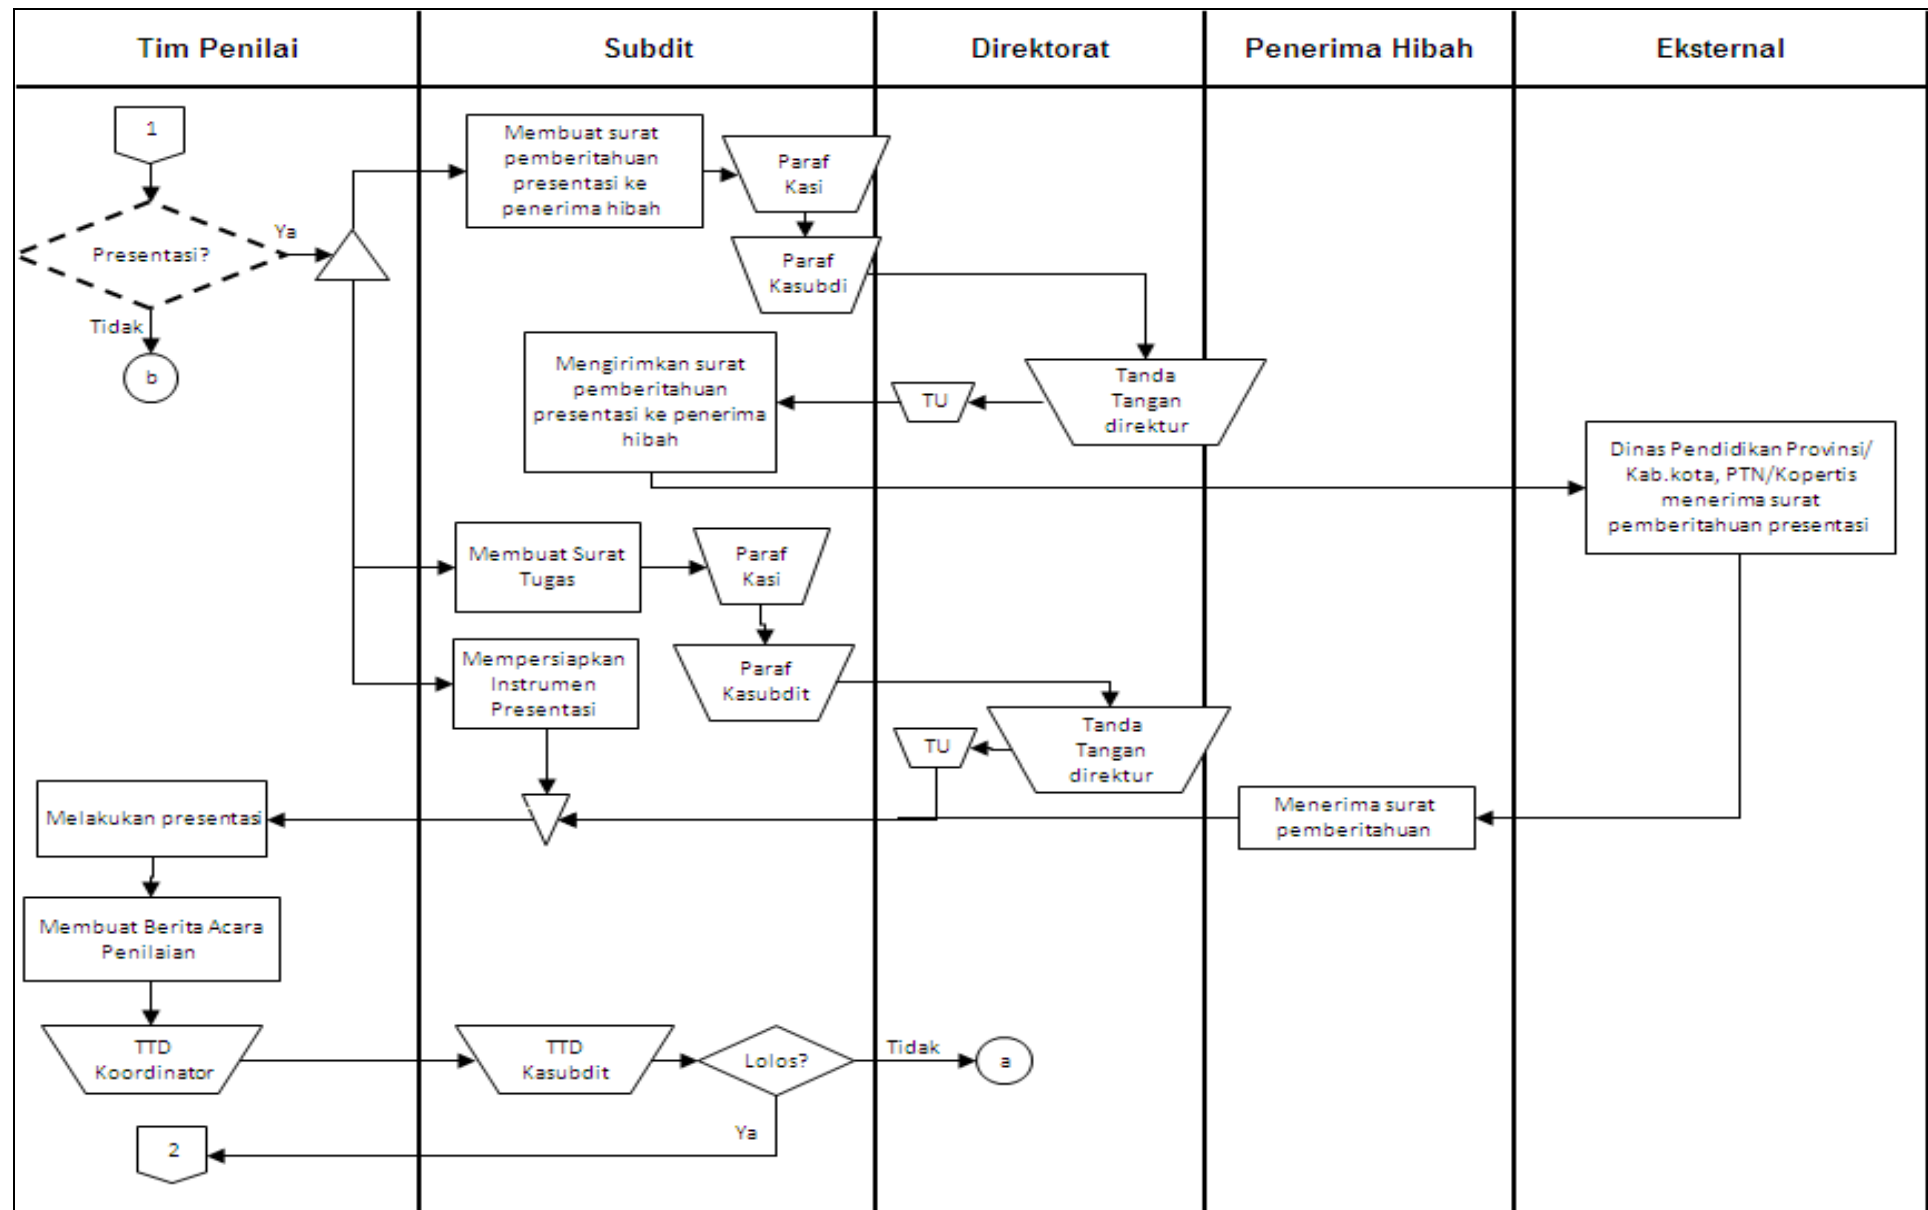 Tim Penilai
Subdit
Direktorat
Penerima Hibah
Eksternal
1
Presentasi?
Ya
Tidak
b
Membuat surat
pemberitahuan
presentasi ke
penerima hibah
Paraf
Kasi
Paraf
Kasubdi
Tanda
Tangan
direktur
TU
Mengirimkan surat
pemberitahuan
presentasi ke penerima
hibah
Dinas Pendidikan Provinsi/
Kab.kota, PTN/Kopertis
menerima surat
pemberitahuan presentasi
Membuat Surat
Tugas
Paraf
Kasi
Paraf
Kasubdit
Mempersiapkan
Instrumen
Presentasi
Tanda
Tangan
direktur
TU
Menerima surat
pemberitahuan
Melakukan presentasi
Membuat Berita Acara
Penilaian
TTD
Koordinator
TTD
Kasubdit
Lolos?
Tidak
a
Ya
2